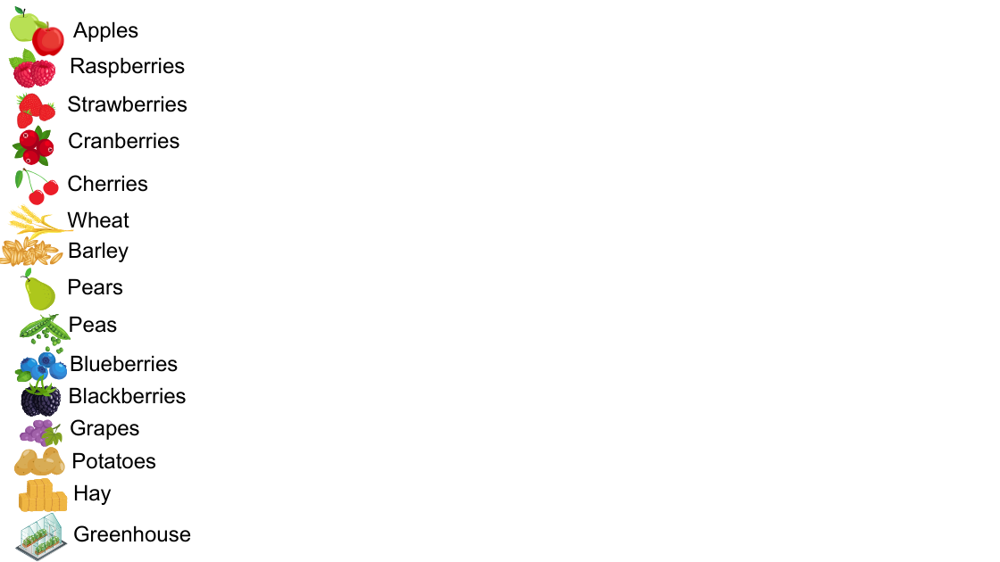 Apples
Raspberries
Strawberries
Cranberries
Cherries
Wheat
Barley
Pears
Peas
Blueberries
Blackberries
Grapes
Potatoes
Hay
Greenhouse